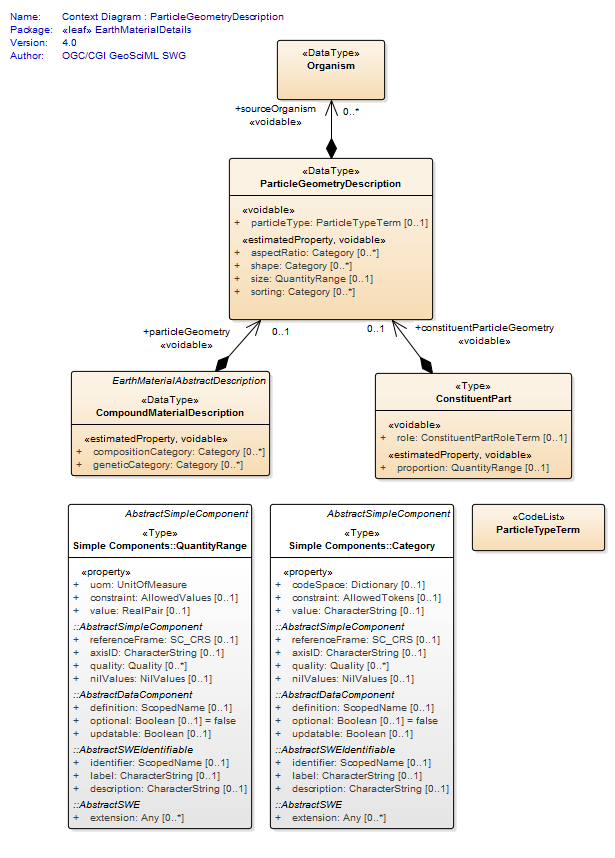 Name: Context Diagram : ParticleGeometryDescription
Package: «leaf» EarthMaterialDetails
Version: 4.0
Author: OGC/CGI GeoSciML SWG
«DataType»
Organism
+sourceOrganism
0..*
«voidable»
«DataType»
ParticleGeometryDescription
«voidable»
+ particleType: ParticleTypeTerm [0..1]
«estimatedProperty, voidable»
+ aspectRatio: Category [0..*]
+ shape: Category [0..*]
+ size: QuantityRange [0..1]
+ sorting: Category [0..*]
+particleGeometry
0..1
«voidable»
0..1
+constituentParticleGeometry
«voidable»
EarthMaterialAbstractDescription
«DataType»
CompoundMaterialDescription
«estimatedProperty, voidable»
+ compositionCategory: Category [0..*]
+ geneticCategory: Category [0..*]
«Type»
ConstituentPart
«voidable»
+ role: ConstituentPartRoleTerm [0..1]
«estimatedProperty, voidable»
+ proportion: QuantityRange [0..1]
AbstractSimpleComponent
«Type»
Simple Components::QuantityRange
«property»
+ uom: UnitOfMeasure
+ constraint: AllowedValues [0..1]
+ value: RealPair [0..1]
::AbstractSimpleComponent
+ referenceFrame: SC_CRS [0..1]
+ axisID: CharacterString [0..1]
+ quality: Quality [0..*]
+ nilValues: NilValues [0..1]
::AbstractDataComponent
+ definition: ScopedName [0..1]
+ optional: Boolean [0..1] = false
+ updatable: Boolean [0..1]
::AbstractSWEIdentifiable
+ identifier: ScopedName [0..1]
+ label: CharacterString [0..1]
+ description: CharacterString [0..1]
::AbstractSWE
+ extension: Any [0..*]
AbstractSimpleComponent
«Type»
Simple Components::Category
«property»
+ codeSpace: Dictionary [0..1]
+ constraint: AllowedTokens [0..1]
+ value: CharacterString [0..1]
::AbstractSimpleComponent
+ referenceFrame: SC_CRS [0..1]
+ axisID: CharacterString [0..1]
+ quality: Quality [0..*]
+ nilValues: NilValues [0..1]
::AbstractDataComponent
+ definition: ScopedName [0..1]
+ optional: Boolean [0..1] = false
+ updatable: Boolean [0..1]
::AbstractSWEIdentifiable
+ identifier: ScopedName [0..1]
+ label: CharacterString [0..1]
+ description: CharacterString [0..1]
::AbstractSWE
+ extension: Any [0..*]
«CodeList»
ParticleTypeTerm